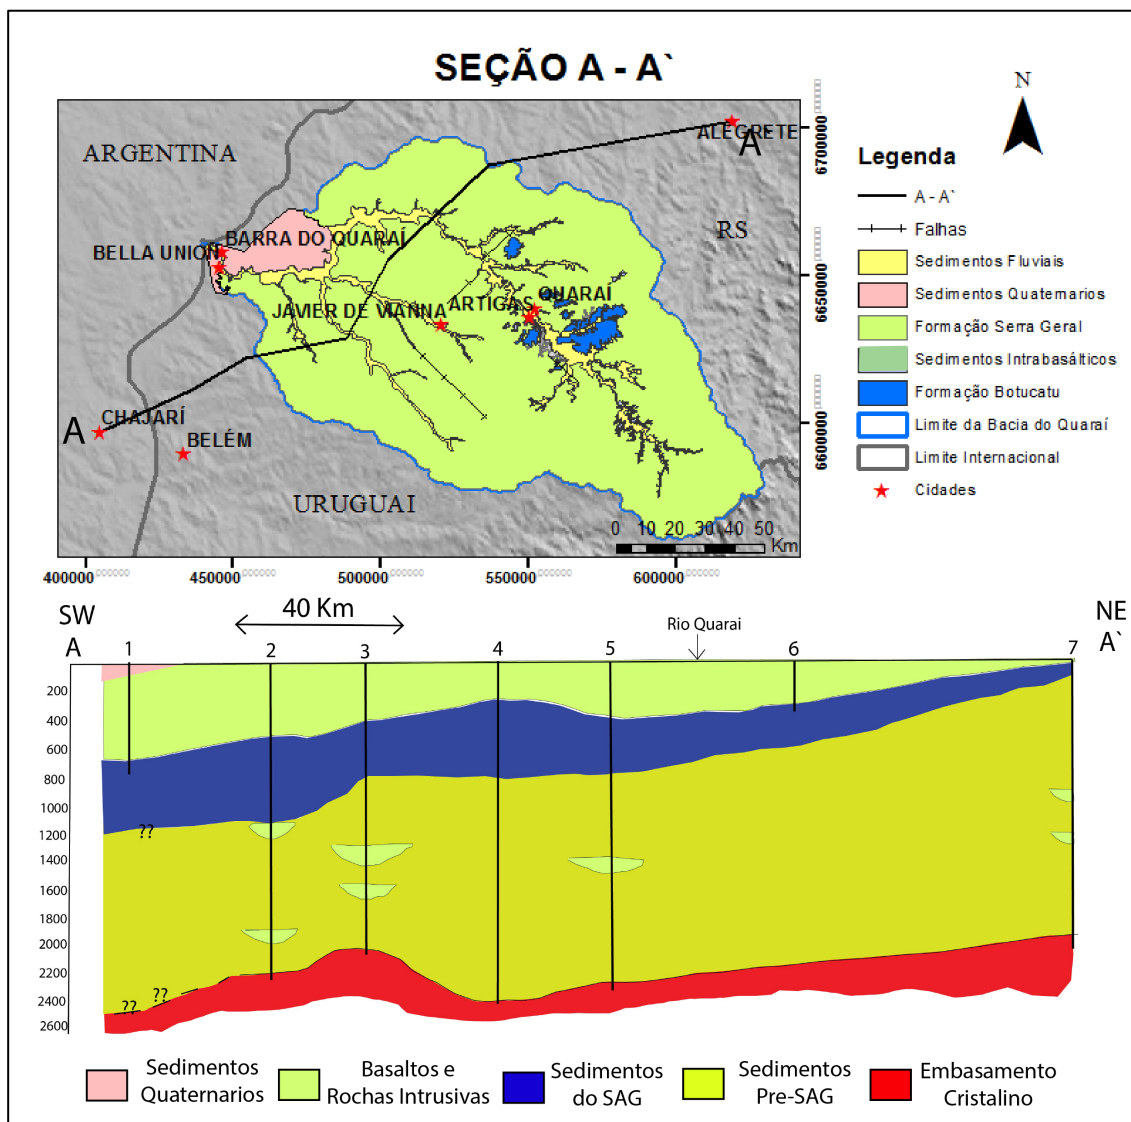 SEÇÃO A - A`
ARGENTINA
ALEGRETE
A`
RS
BARRA DO QUARAÍ
BELLA UNION
JAVIER DE VIANNA
ARTIGAS
QUARAÍ
A
CHAJARÍ
BELÉM
URUGUAI
0 10 20 30 40 50
Km
6700000
6650000
6600000
400000
450000
500000
550000
600000
N
Legenda
A - A`
Falhas
Sedimentos Fluviais
Sedimentos Quaternarios
Formação Serra Geral
Sedimentos Intrabasálticos
Formação Botucatu
Limite da Bacia do Quaraí
Limite Internacional
Cidades
SW
A
40 Km
Rio Quarai
NE
A`
1 2 3 4 5 6 7
200
400
600
800
1000
1200
1400
1600
1800
2000
2200
2400
2600
??
??
??
Sedimentos
Quaternarios
Basaltos e
Rochas Intrusivas
Sedimentos
do SAG
Sedimentos
Pre-SAG
Embasamento
Cristalino